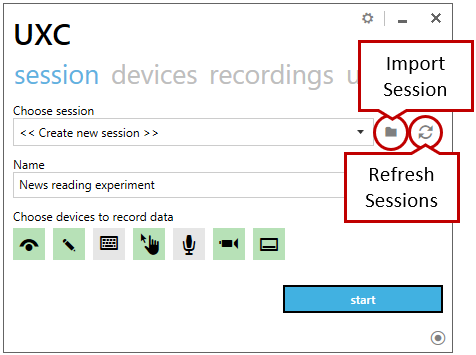 UXC
session devices recordings u
Import
Session
Choose session
<< Create new session >>
Refresh
Sessions
Name
News reading experiment
Choose devices to record data
start